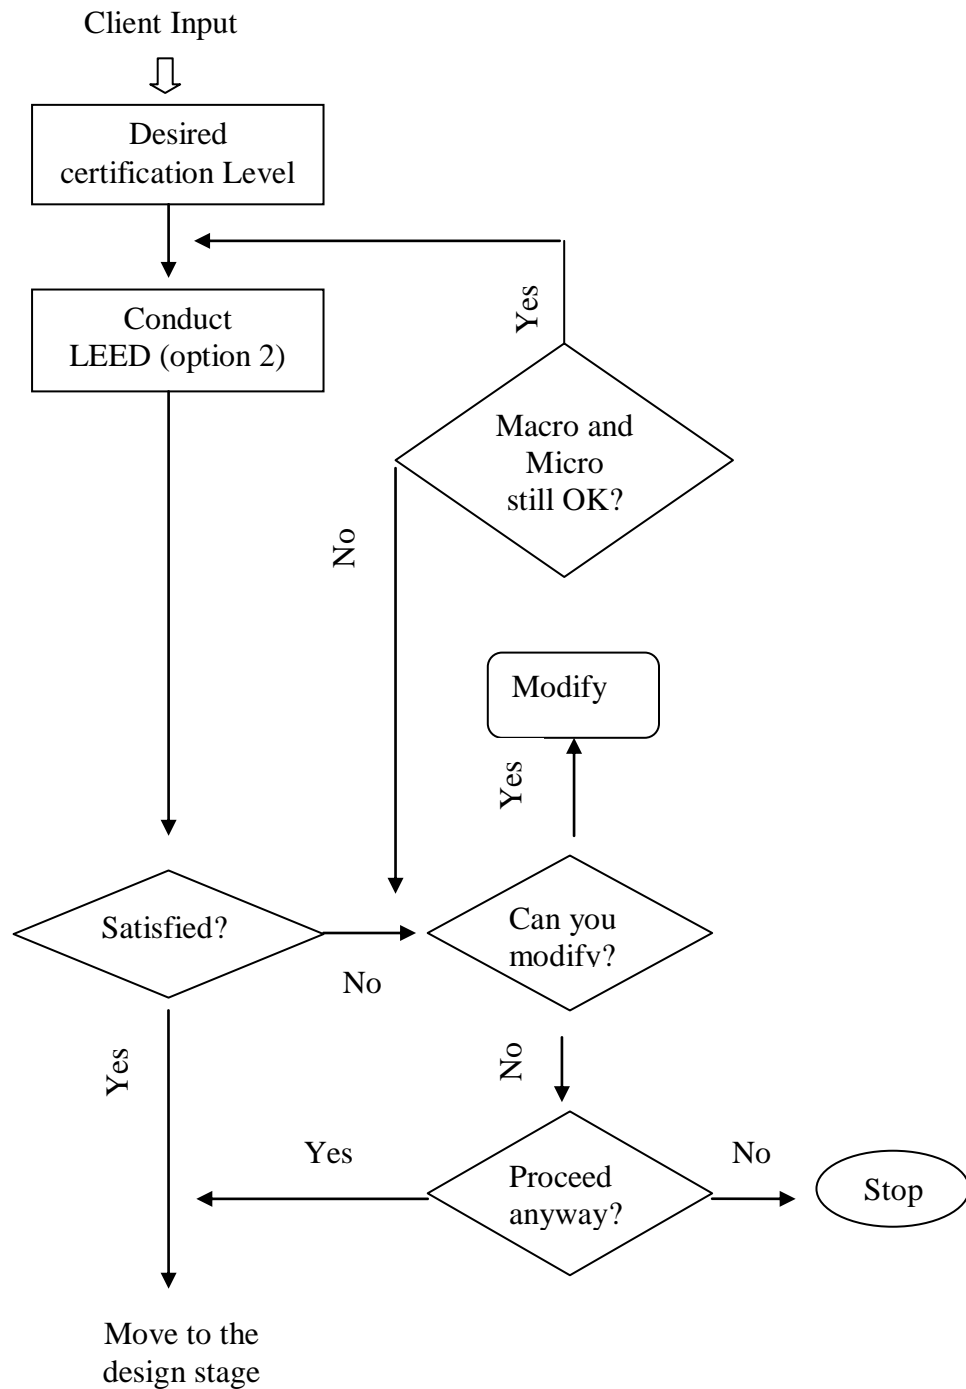 Client Input
Desired
certification Level
Conduct
LEED (option 2)
Yes
Macro and
Micro
still OK?
No
Modify
Yes
Satisfied?
No
Can you
modify?
Yes
No
Yes
Proceed
anyway?
No
Stop
Move to the
design stage